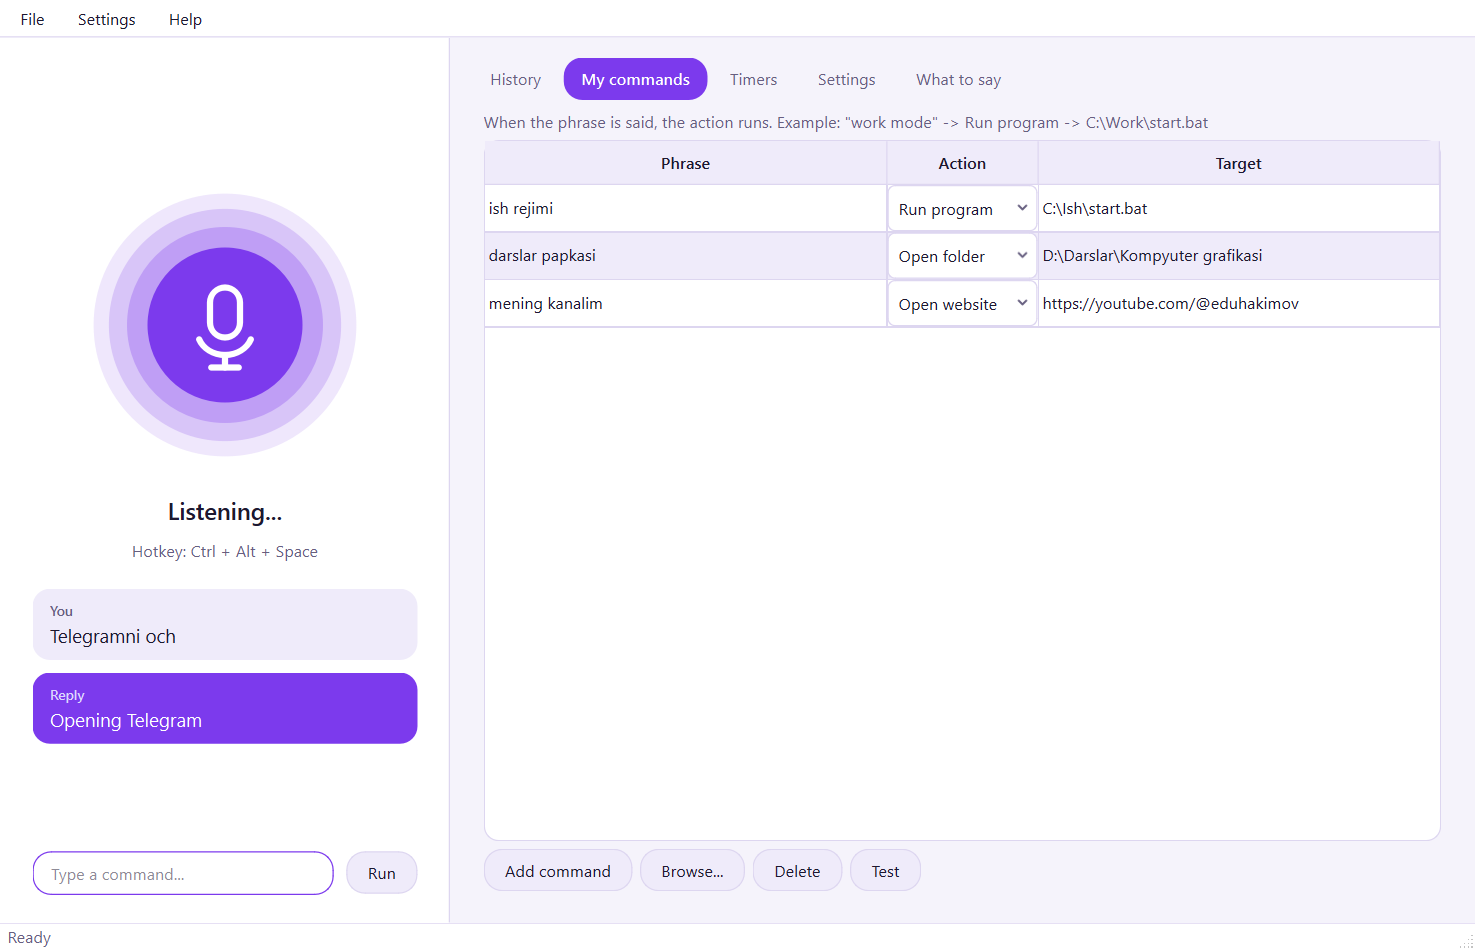 File Settings Help
History My commands Timers Settings What to say
When the phrase is said, the action runs. Example: "work mode" -> Run program -> C:\Work\start.bat
Phrase Action Target
ish rejimi Run program C:\Ish\start.bat
darslar papkasi Open folder D:\Darslar\Kompyuter grafikasi
mening kanalim Open website https://youtube.com/@eduhakimov
Listening...
Hotkey: Ctrl + Alt + Space
You
Telegramni och
Reply
Opening Telegram
Type a command... Run
Add command Browse... Delete Test
Ready